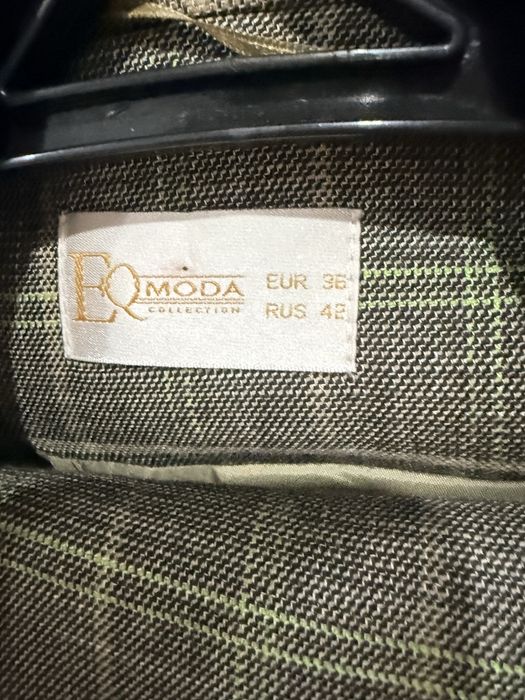 EQ MODA
COLLECTION
EUR 36
RUS 42